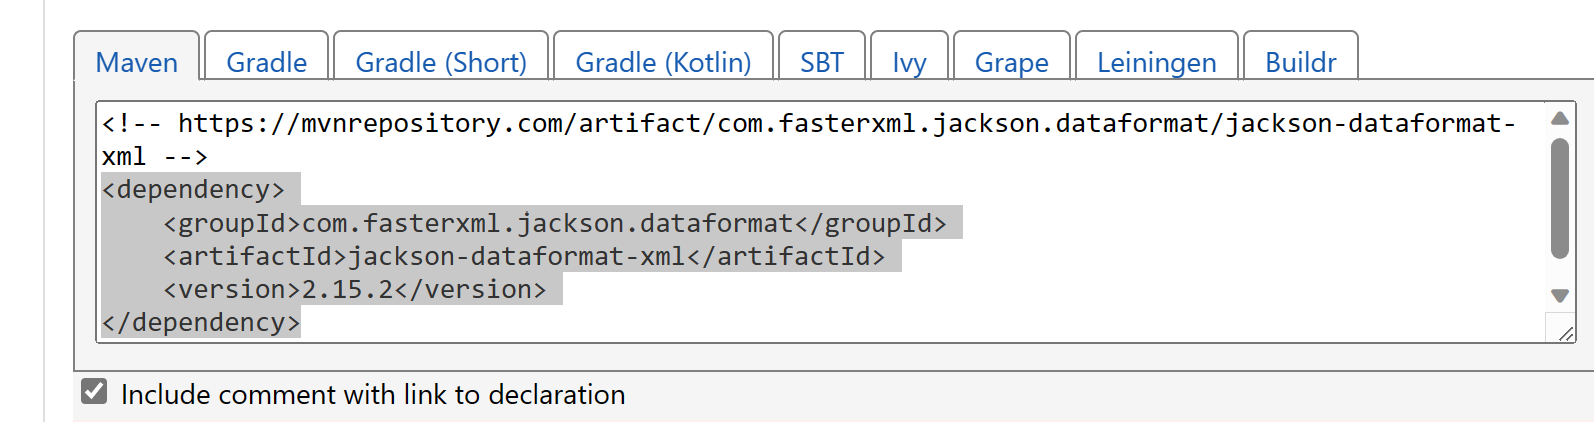 Maven Gradle Gradle (Short) Gradle (Kotlin) SBT Ivy Grape Leiningen Buildr
<!-- https://mvnrepository.com/artifact/com.fasterxml.jackson.dataformat/jackson-dataformat-
xml -->
<dependency>
    <groupId>com.fasterxml.jackson.dataformat</groupId>
    <artifactId>jackson-dataformat-xml</artifactId>
    <version>2.15.2</version>
</dependency>
Include comment with link to declaration